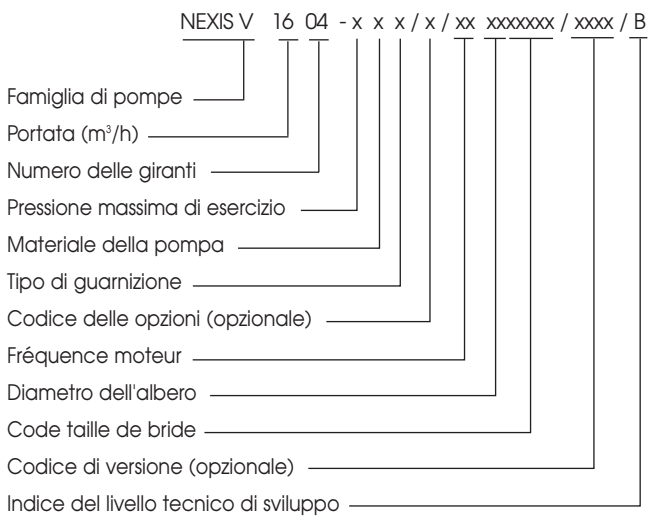 NEXIS V 16 04 - x x x / x / xx xxxxxxx / xxxx / B
Famiglia di pompe
Portata (m³/h)
Numero delle giranti
Pressione massima di esercizio
Materiale della pompa
Tipo di guarnizione
Codice delle opzioni (opzionale)
Fréquence moteur
Diametro dell'albero
Code taille de bride
Codice di versione (opzionale)
Indice del livello tecnico di sviluppo